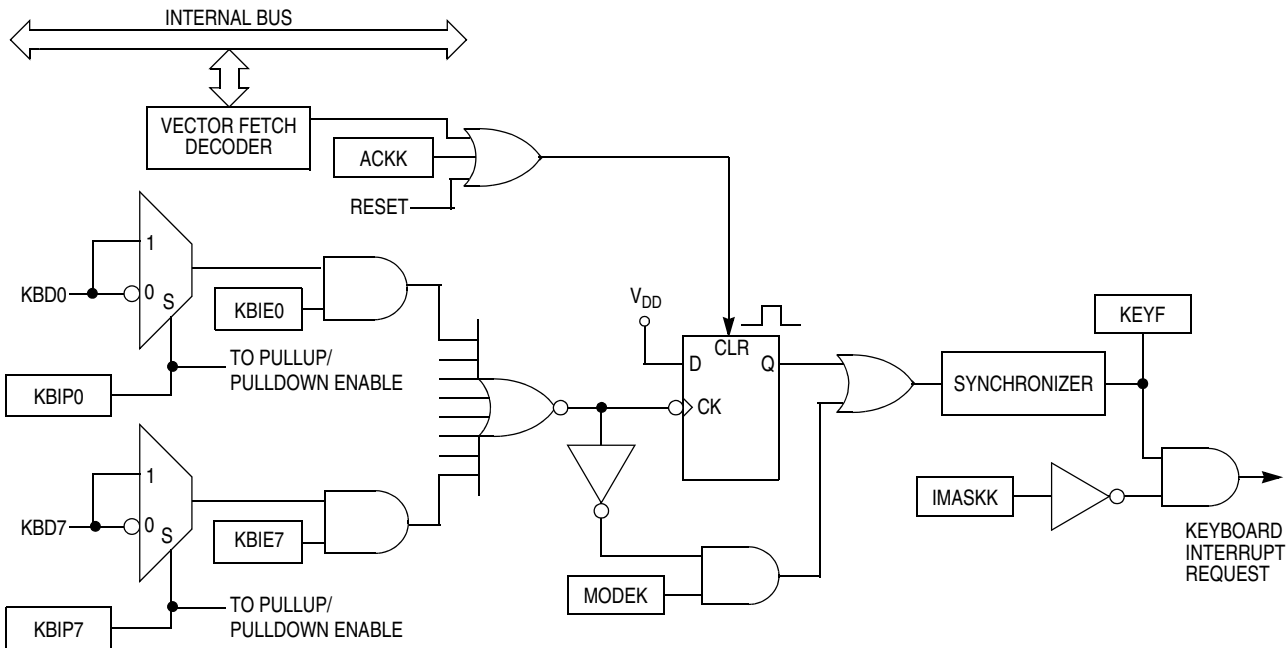 INTERNAL BUS
VECTOR FETCH
DECODER
ACKK
RESET
1
KBD0
0
S
KBIE0
TO PULLUP/
PULLDOWN ENABLE
KBIP0
VDD
CLR
D
Q
CK
KEYF
SYNCHRONIZER
1
KBD7
0
S
KBIE7
TO PULLUP/
PULLDOWN ENABLE
KBIP7
MODEK
IMASKK
KEYBOARD
INTERRUPT
REQUEST